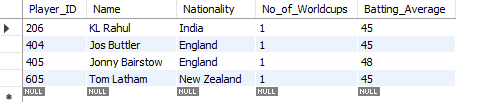 Player_ID Name Nationality No_of_Worldcups Batting_Average
206 KL Rahul India 1 45
404 Jos Buttler England 1 45
405 Jonny Bairstow England 1 48
605 Tom Latham New Zealand 1 45
NULL NULL NULL NULL NULL